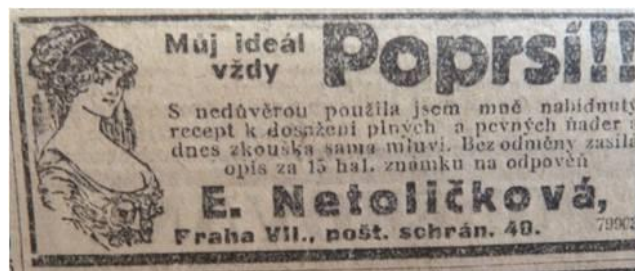 Můj ideál
vždy
Poprsí!!
S nedůvěrou použila jsem mně nabídnutý
recept k dosažení plných a pevných ňader
dnes zkouška sama mluví. Bez odměny zasílá
opis za 15 hal. známku na odpověď
E. Netoličková,
Praha VII., pošt. schrán. 40.